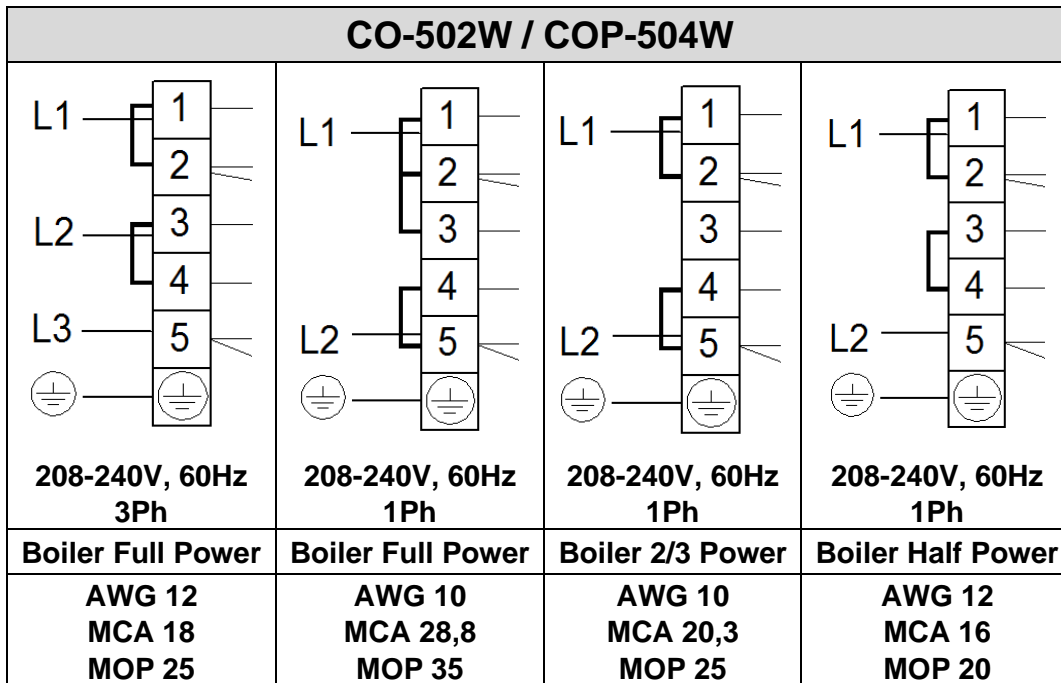 CO-502W / COP-504W
L1
1
2
L2
3
4
L3
5
L1
1
2
3
4
L2
5
L1
1
2
3
4
L2
5
L1
1
2
3
4
L2
5
208-240V, 60Hz
3Ph
208-240V, 60Hz
1Ph
208-240V, 60Hz
1Ph
208-240V, 60Hz
1Ph
Boiler Full Power
Boiler Full Power
Boiler 2/3 Power
Boiler Half Power
AWG 12
MCA 18
MOP 25
AWG 10
MCA 28,8
MOP 35
AWG 10
MCA 20,3
MOP 25
AWG 12
MCA 16
MOP 20